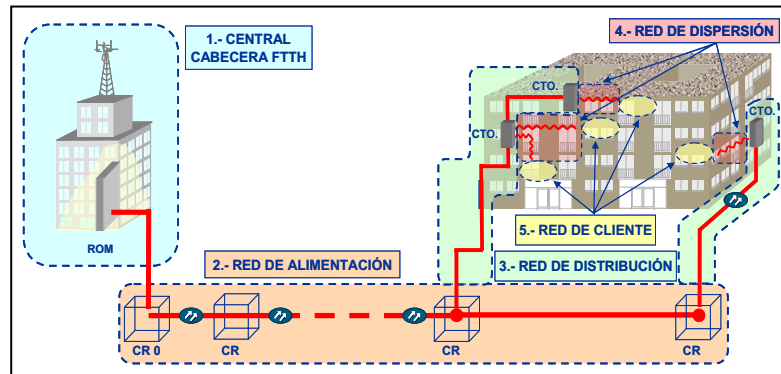 1.- CENTRAL
CABECERA FTTH
4.- RED DE DISPERSIÓN
CTO.
CTO.
CTO.
ROM
5.- RED DE CLIENTE
2.- RED DE ALIMENTACIÓN
3.- RED DE DISTRIBUCIÓN
CR 0
CR
CR
CR